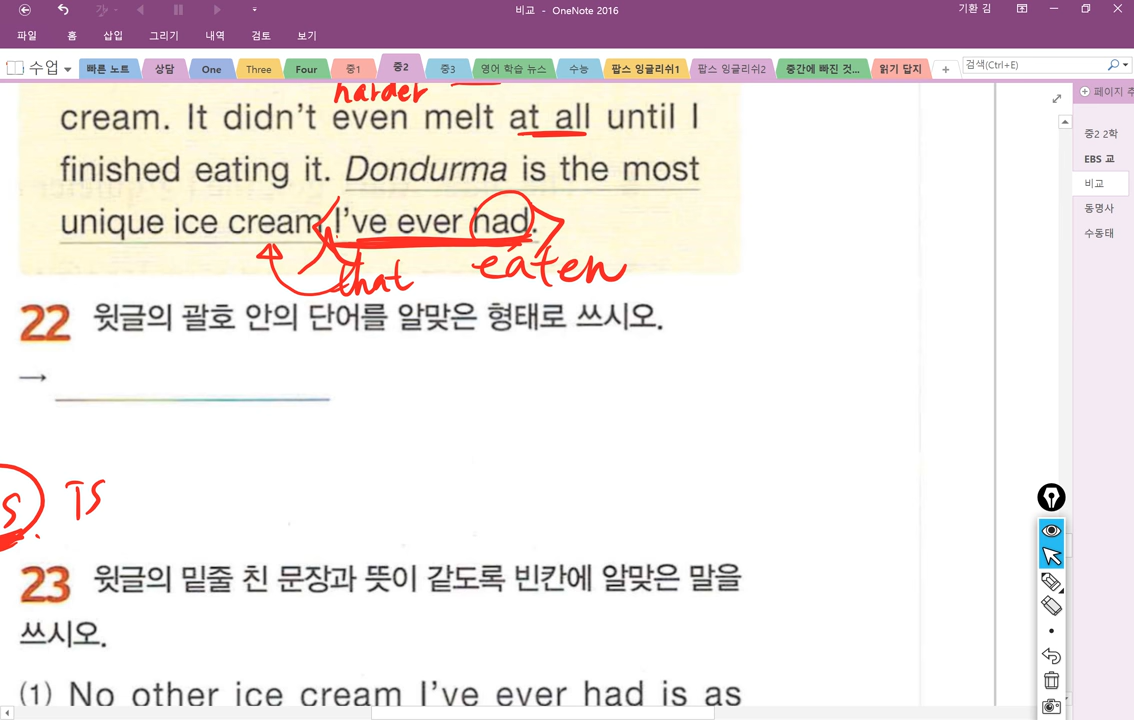 비교 - OneNote 2016
기환 김
파일 홈 삽입 그리기 내역 검토 보기
수업 빠른 노트 상담 One Three Four 중1 중2 중3 영어 학습 뉴스 수능 팝스 잉글리쉬1 팝스 잉글리쉬2 중간에 빠진 것... 읽기 답지 + 검색(Ctrl+E)
페이지 추
중2 2학
EBS 교
비교
동명사
수동태
harder
cream. It didn't even melt at all until I
finished eating it. Dondurma is the most
unique ice cream I've ever had.
that eaten
22 윗글의 괄호 안의 단어를 알맞은 형태로 쓰시오.
→
s. Ts
23 윗글의 밑줄 친 문장과 뜻이 같도록 빈칸에 알맞은 말을
쓰시오.
(1) No other ice cream I've ever had is as